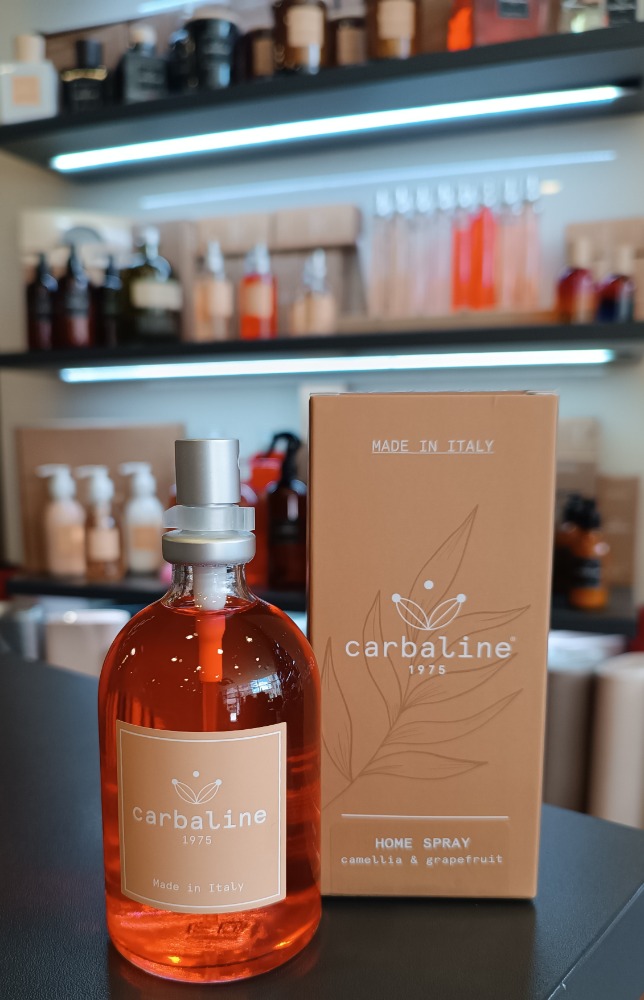 MADE IN ITALY
carbaline®
1975
HOME SPRAY
camellia & grapefruit
carbaline
1975
Made in Italy